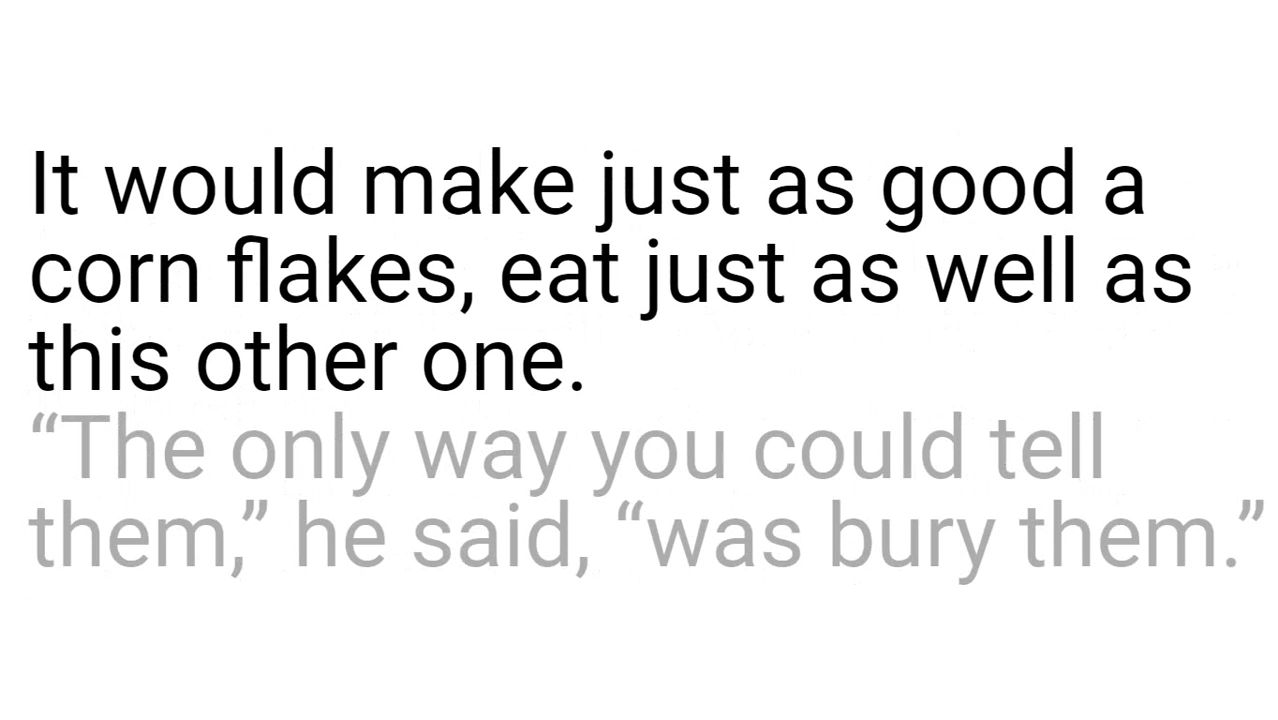 It would make just as good a
corn flakes, eat just as well as
this other one.
“The only way you could tell
them,” he said, “was bury them.”